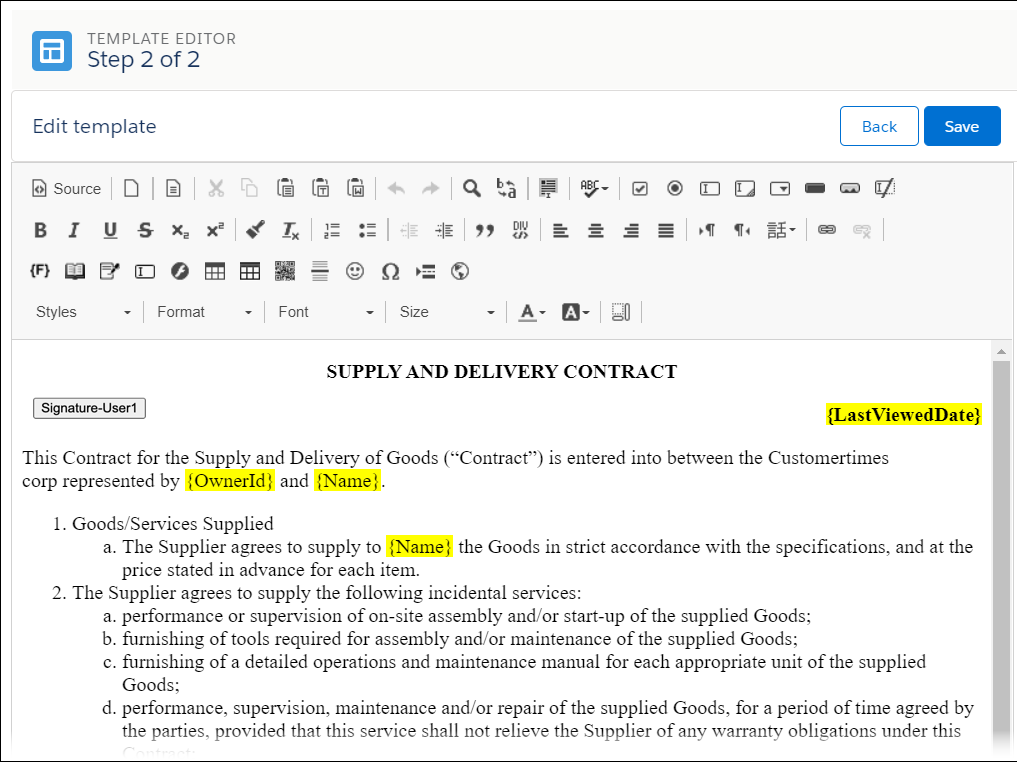 TEMPLATE EDITOR
Step 2 of 2
Edit template
Back
Save
Source
ABC
B I U S x₂ x²
Tx
DIV
話
{F}
Styles
Format
Font
Size
A
A
SUPPLY AND DELIVERY CONTRACT
Signature-User1
{LastViewedDate}
This Contract for the Supply and Delivery of Goods (“Contract”) is entered into between the Customertimes
corp represented by {OwnerId} and {Name}.
1. Goods/Services Supplied
a. The Supplier agrees to supply to {Name} the Goods in strict accordance with the specifications, and at the
price stated in advance for each item.
2. The Supplier agrees to supply the following incidental services:
a. performance or supervision of on-site assembly and/or start-up of the supplied Goods;
b. furnishing of tools required for assembly and/or maintenance of the supplied Goods;
c. furnishing of a detailed operations and maintenance manual for each appropriate unit of the supplied
Goods;
d. performance, supervision, maintenance and/or repair of the supplied Goods, for a period of time agreed by
the parties, provided that this service shall not relieve the Supplier of any warranty obligations under this
Contract;